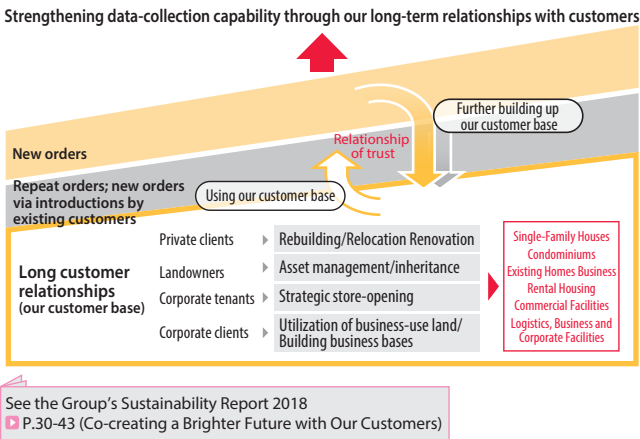 Strengthening data-collection capability through our long-term relationships with customers
Further building up
our customer base
Relationship
of trust
New orders
Repeat orders; new orders
via introductions by
existing customers
Using our customer base
Long customer
relationships
(our customer base)
Private clients
Rebuilding/Relocation Renovation
Landowners
Asset management/inheritance
Corporate tenants
Strategic store-opening
Corporate clients
Utilization of business-use land/
Building business bases
Single-Family Houses
Condominiums
Existing Homes Business
Rental Housing
Commercial Facilities
Logistics, Business and
Corporate Facilities
See the Group's Sustainability Report 2018
P.30-43 (Co-creating a Brighter Future with Our Customers)